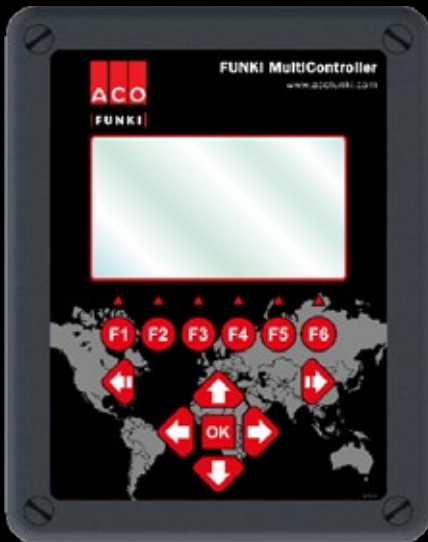 FUNKI MultiController
www.acofunki.com
ACO
FUNKI
F1 F2 F3 F4 F5 F6
OK